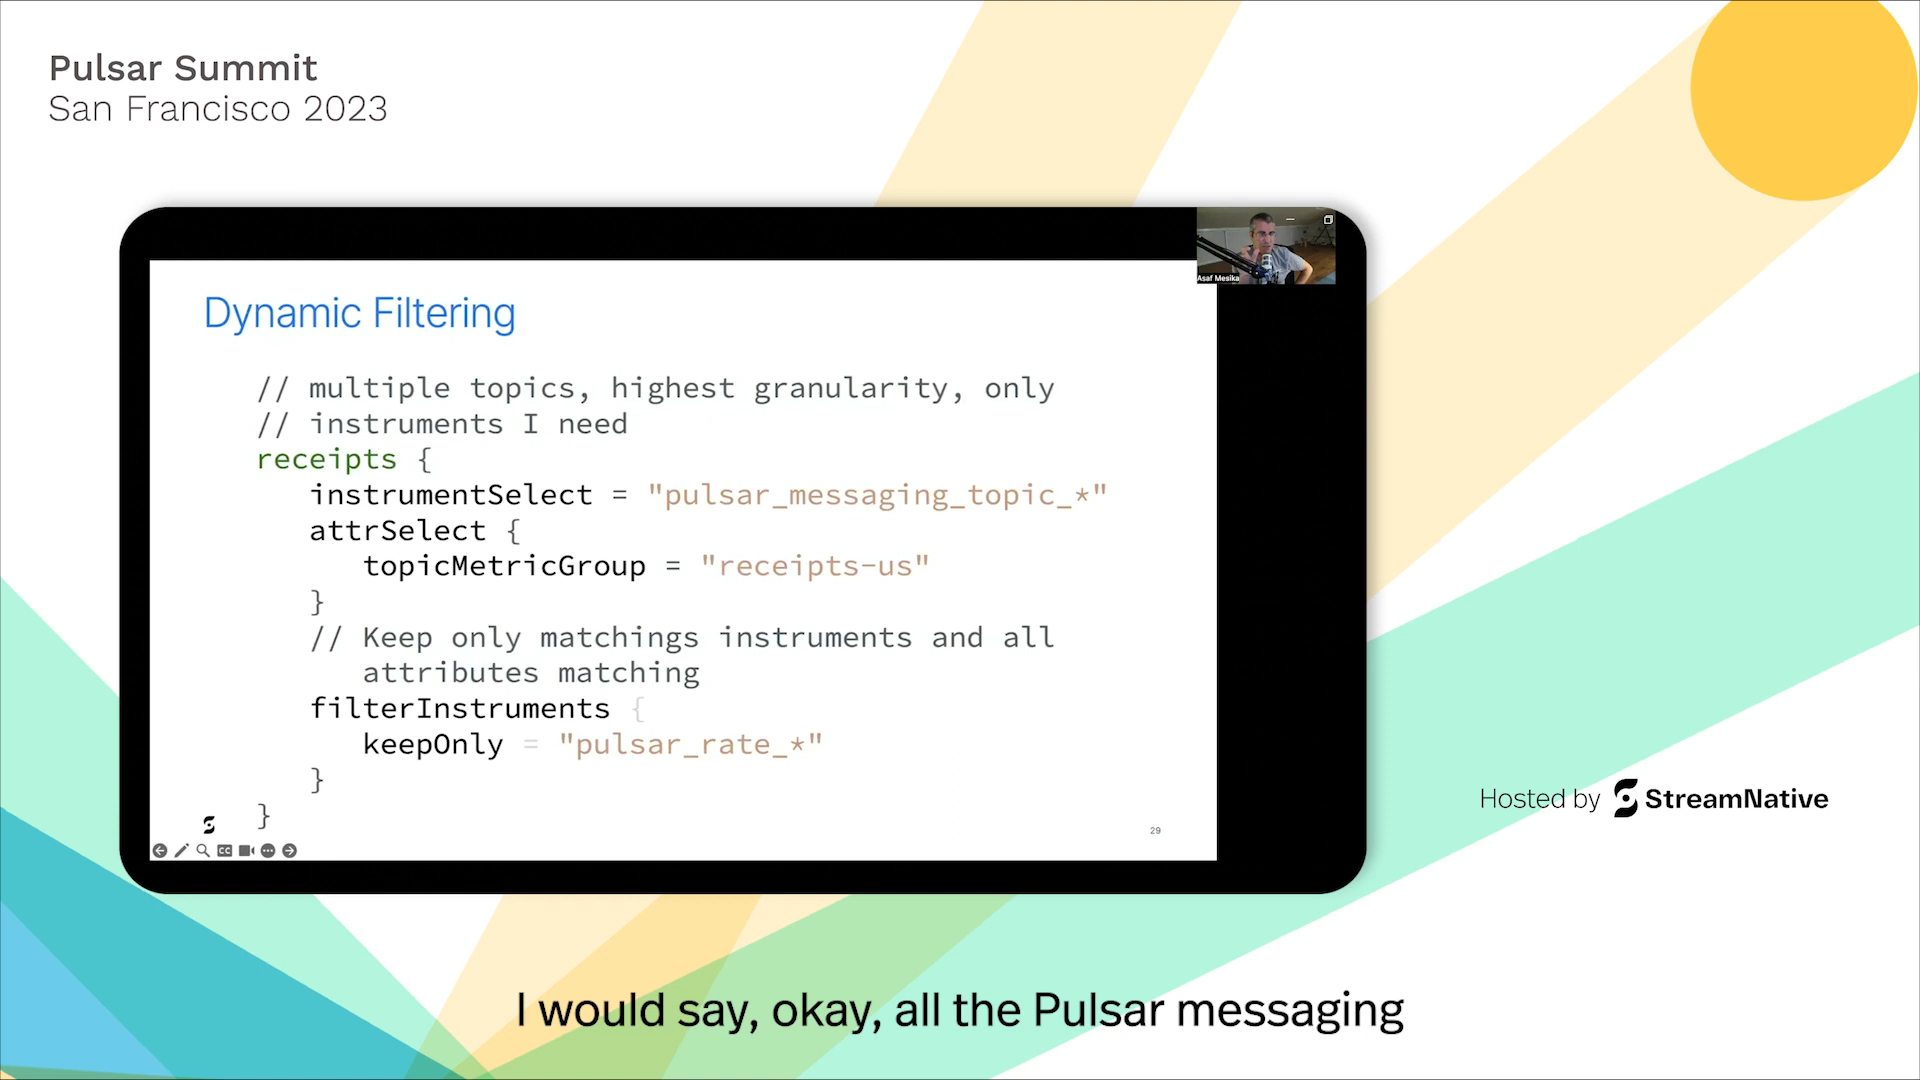 Pulsar Summit
San Francisco 2023
Asaf Mesika
Dynamic Filtering
// multiple topics, highest granularity, only
// instruments I need
receipts {
instrumentSelect = "pulsar_messaging_topic_*"
attrSelect {
topicMetricGroup = "receipts-us"
}
// Keep only matchings instruments and all
attributes matching
filterInstruments {
keepOnly = "pulsar_rate_*"
}
}
29
CC
Hosted by StreamNative
I would say, okay, all the Pulsar messaging